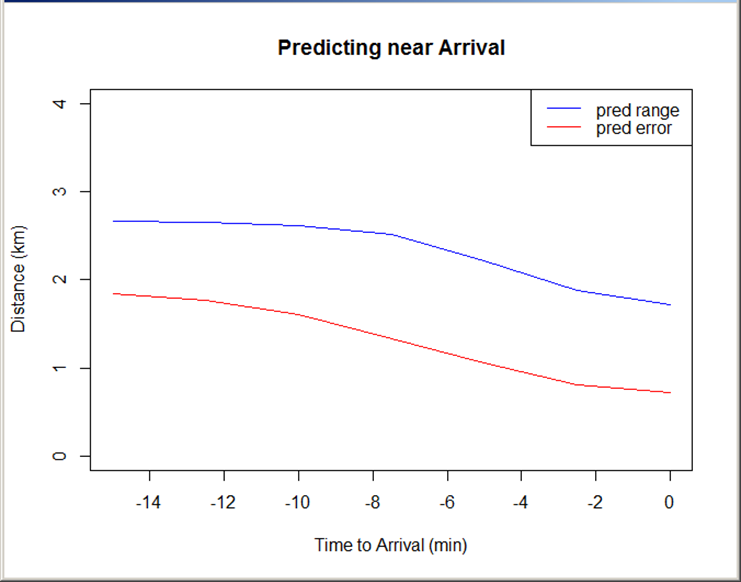 Predicting near Arrival
pred range
pred error
4
3
2
1
0
Distance (km)
-14 -12 -10 -8 -6 -4 -2 0
Time to Arrival (min)